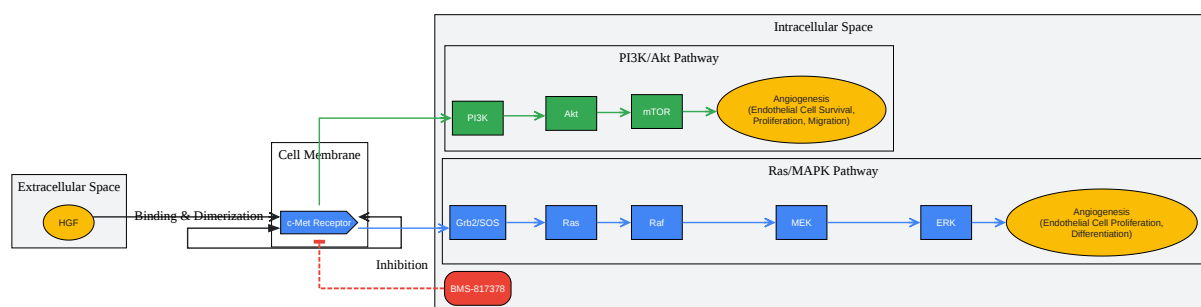 Intracellular Space
PI3K/Akt Pathway
PI3K
Akt
mTOR
Angiogenesis
(Endothelial Cell Survival,
Proliferation, Migration)
Cell Membrane
Extracellular Space
HGF
Binding & Dimerization
c-Met Receptor
Ras/MAPK Pathway
Grb2/SOS
Ras
Raf
MEK
ERK
Angiogenesis
(Endothelial Cell Proliferation,
Differentiation)
Inhibition
BMS-817378